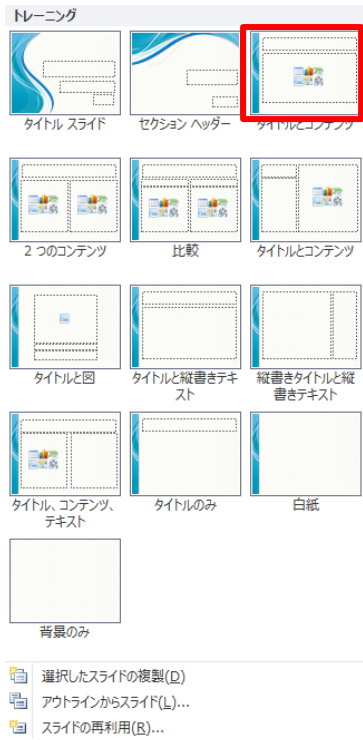 トレーニング
タイトル スライド
セクション ヘッダー
タイトルとコンテンツ
2 つのコンテンツ
比較
タイトルとコンテンツ
タイトルと図
タイトルと縦書きテキ
スト
縦書きタイトルと縦
書きテキスト
タイトル、コンテンツ、
テキスト
タイトルのみ
白紙
背景のみ
選択したスライドの複製(D)
アウトラインからスライド(L)...
スライドの再利用(R)...